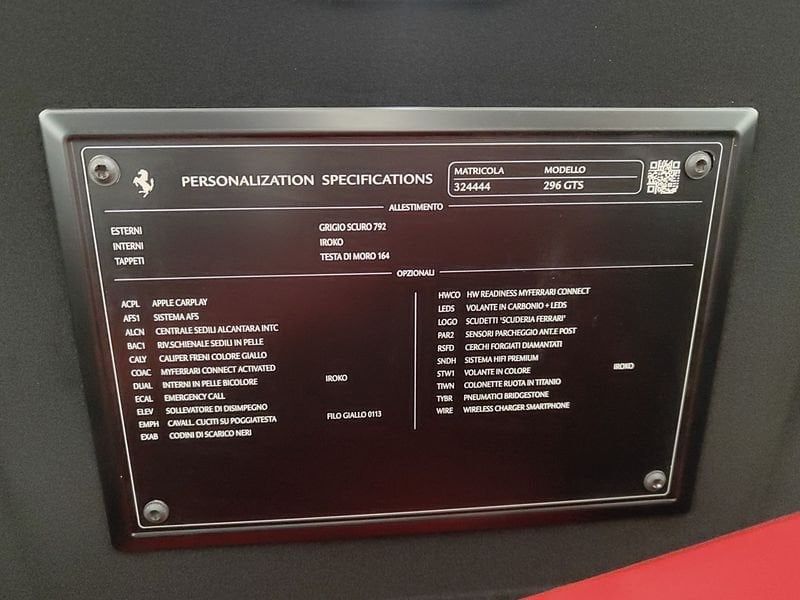 PERSONALIZATION SPECIFICATIONS
MATRICOLA MODELLO
324444 296 GTS
ALLESTIMENTO
ESTERNI GRIGIO SCURO 792
INTERNI IROKO
TAPPETI TESTA DI MORO 164
OPZIONALI
ACPL APPLE CARPLAY
AFS1 SISTEMA AFS
ALCN CENTRALE SEDILI ALCANTARA INTC
BAC1 RIV.SCHIENALE SEDILI IN PELLE
CALY CALIPER FRENI COLORE GIALLO
COAC MYFERRARI CONNECT ACTIVATED
DUAL INTERNI IN PELLE BICOLORE IROKO
ECAL EMERGENCY CALL
ELEV SOLLEVATORE DI DISIMPEGNO
EMPH CAVALL. CUCITI SU POGGIATESTA FILO GIALLO 0113
EXAB CODINI DI SCARICO NERI
HWCO HW READINESS MYFERRARI CONNECT
LEDS VOLANTE IN CARBONIO + LEDS
LOGO SCUDETTI 'SCUDERIA FERRARI'
PAR2 SENSORI PARCHEGGIO ANT.E POST
RSFD CERCHI FORGIATI DIAMANTATI
SNDH SISTEMA HIFI PREMIUM
STW1 VOLANTE IN COLORE IROKO
TIWN COLONETTE RUOTA IN TITANIO
TYBR PNEUMATICI BRIDGESTONE
WIRE WIRELESS CHARGER SMARTPHONE